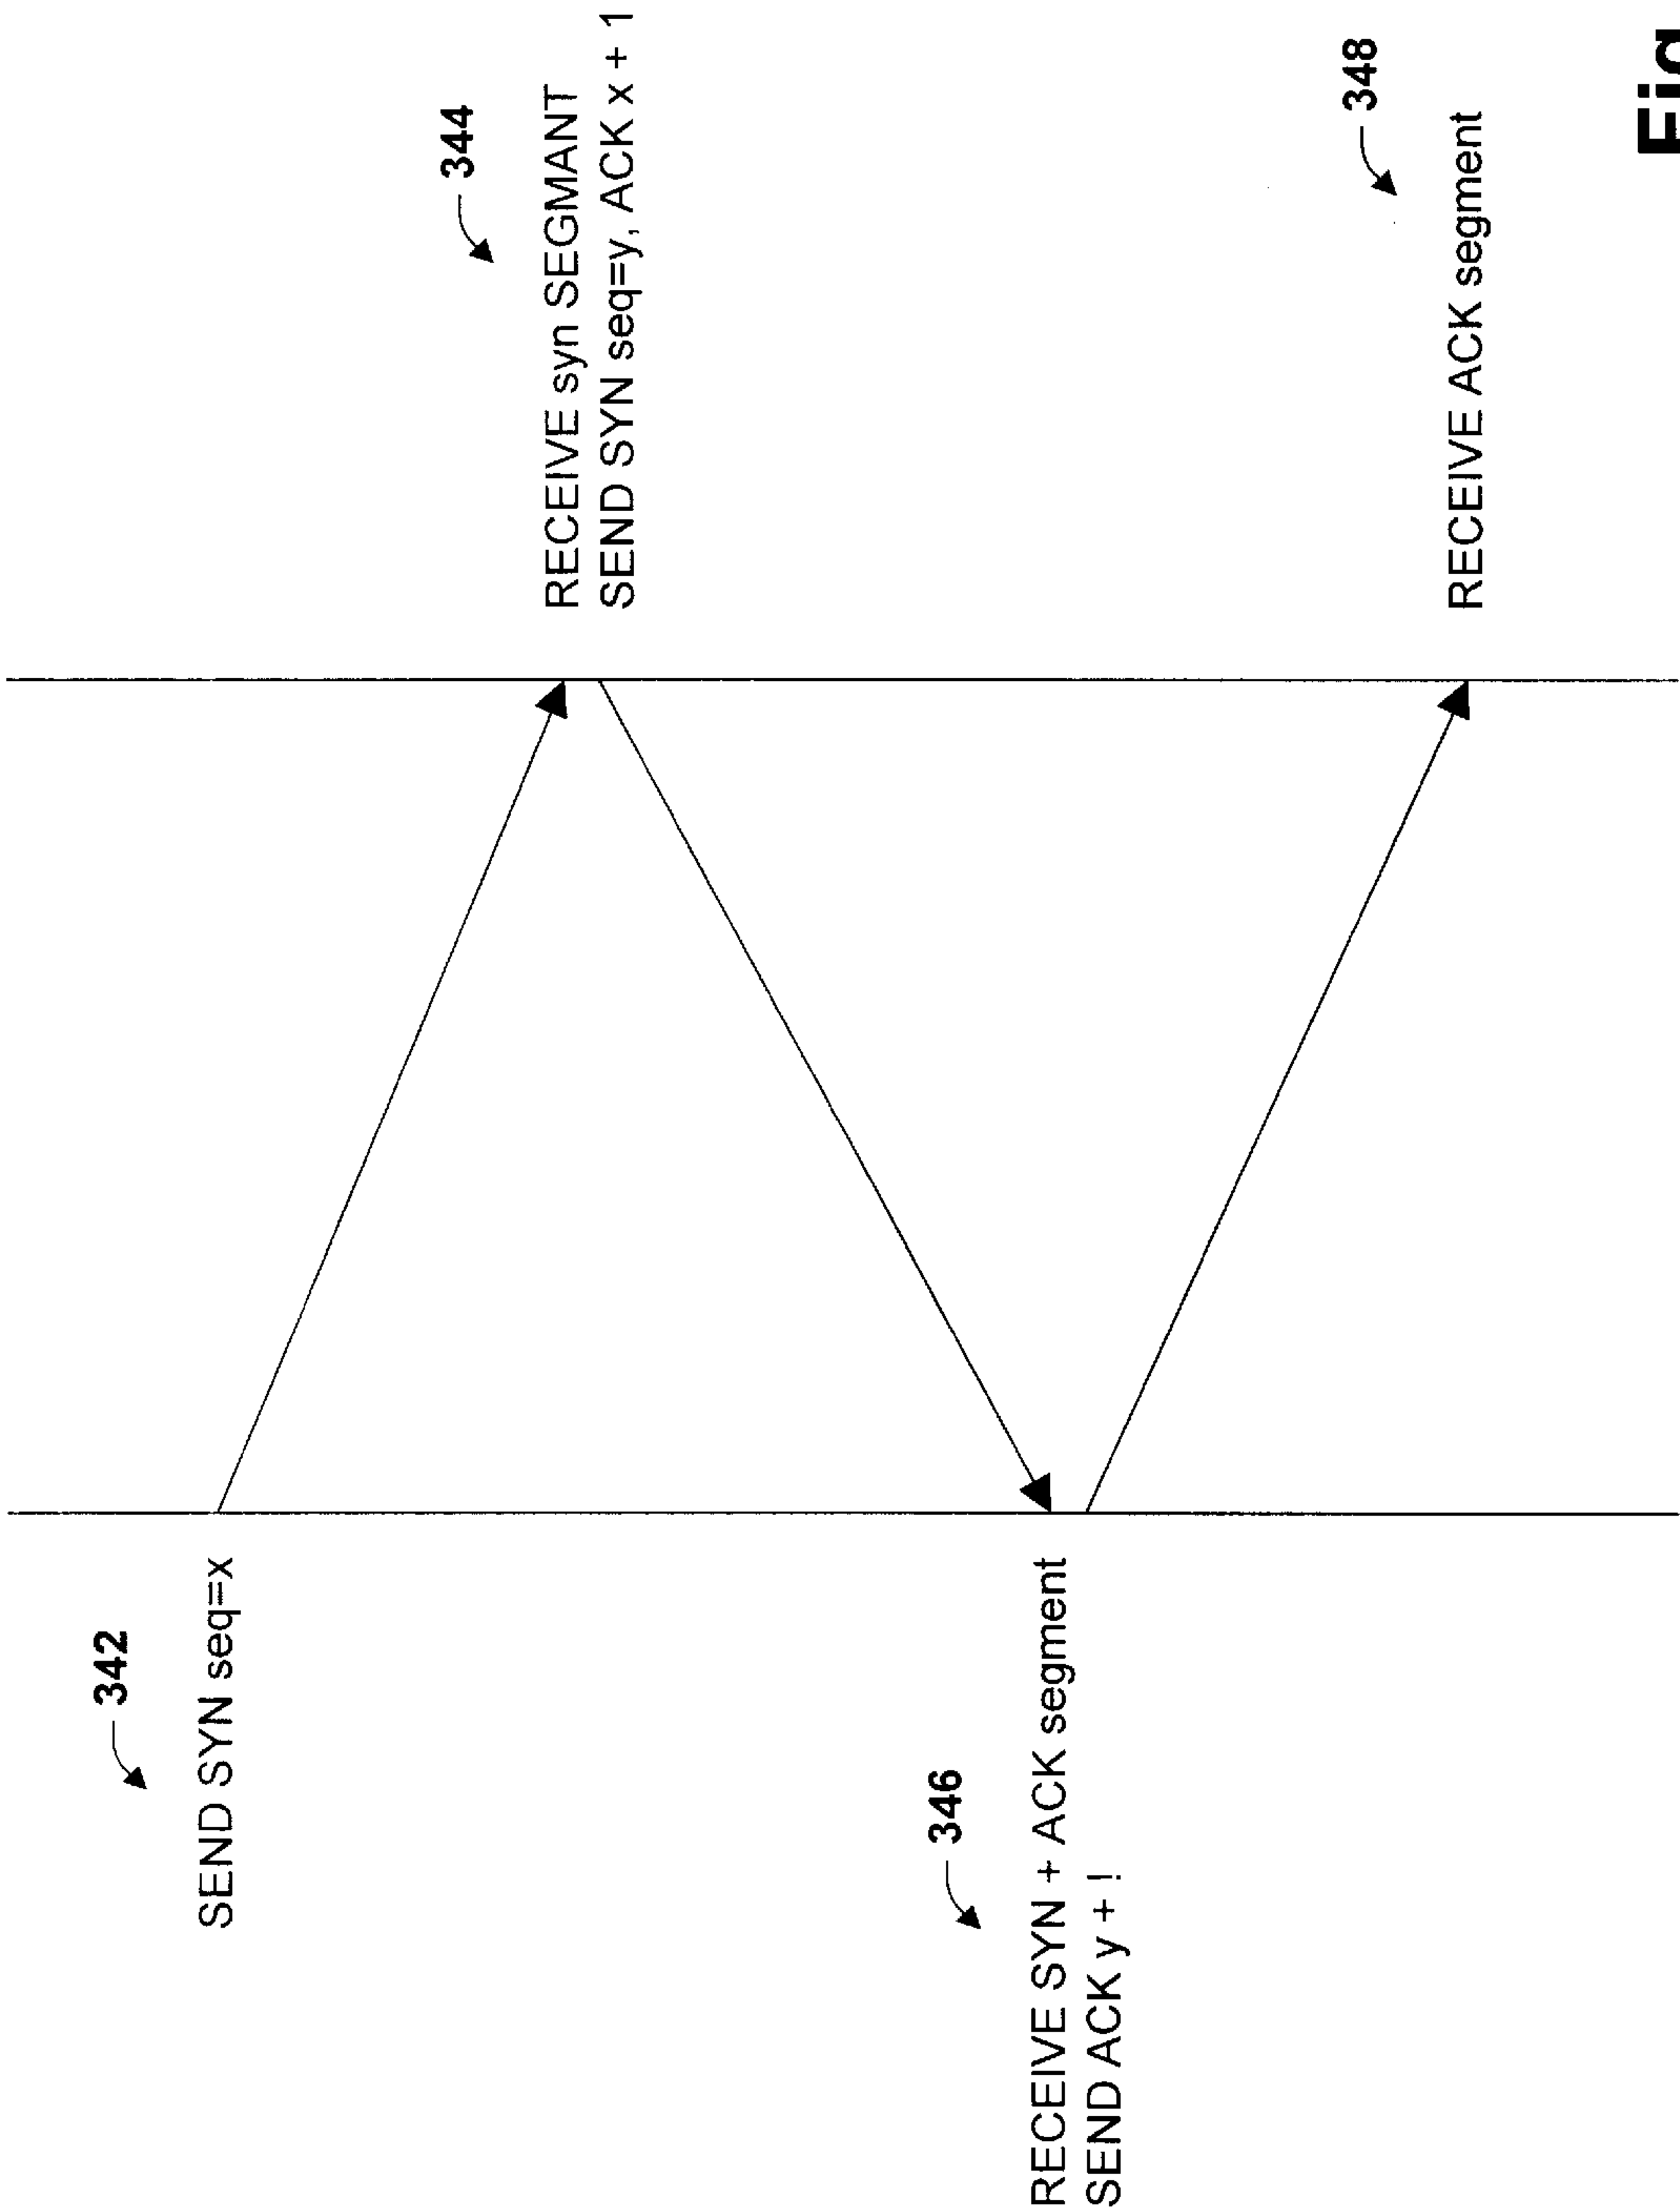 342
SEND SYN seq=x
344
RECEIVE syn SEGMANT
SEND SYN seq=y, ACK x + 1
346
RECEIVE SYN + ACK segment
SEND ACK y + !
348
RECEIVE ACK segment
Fig